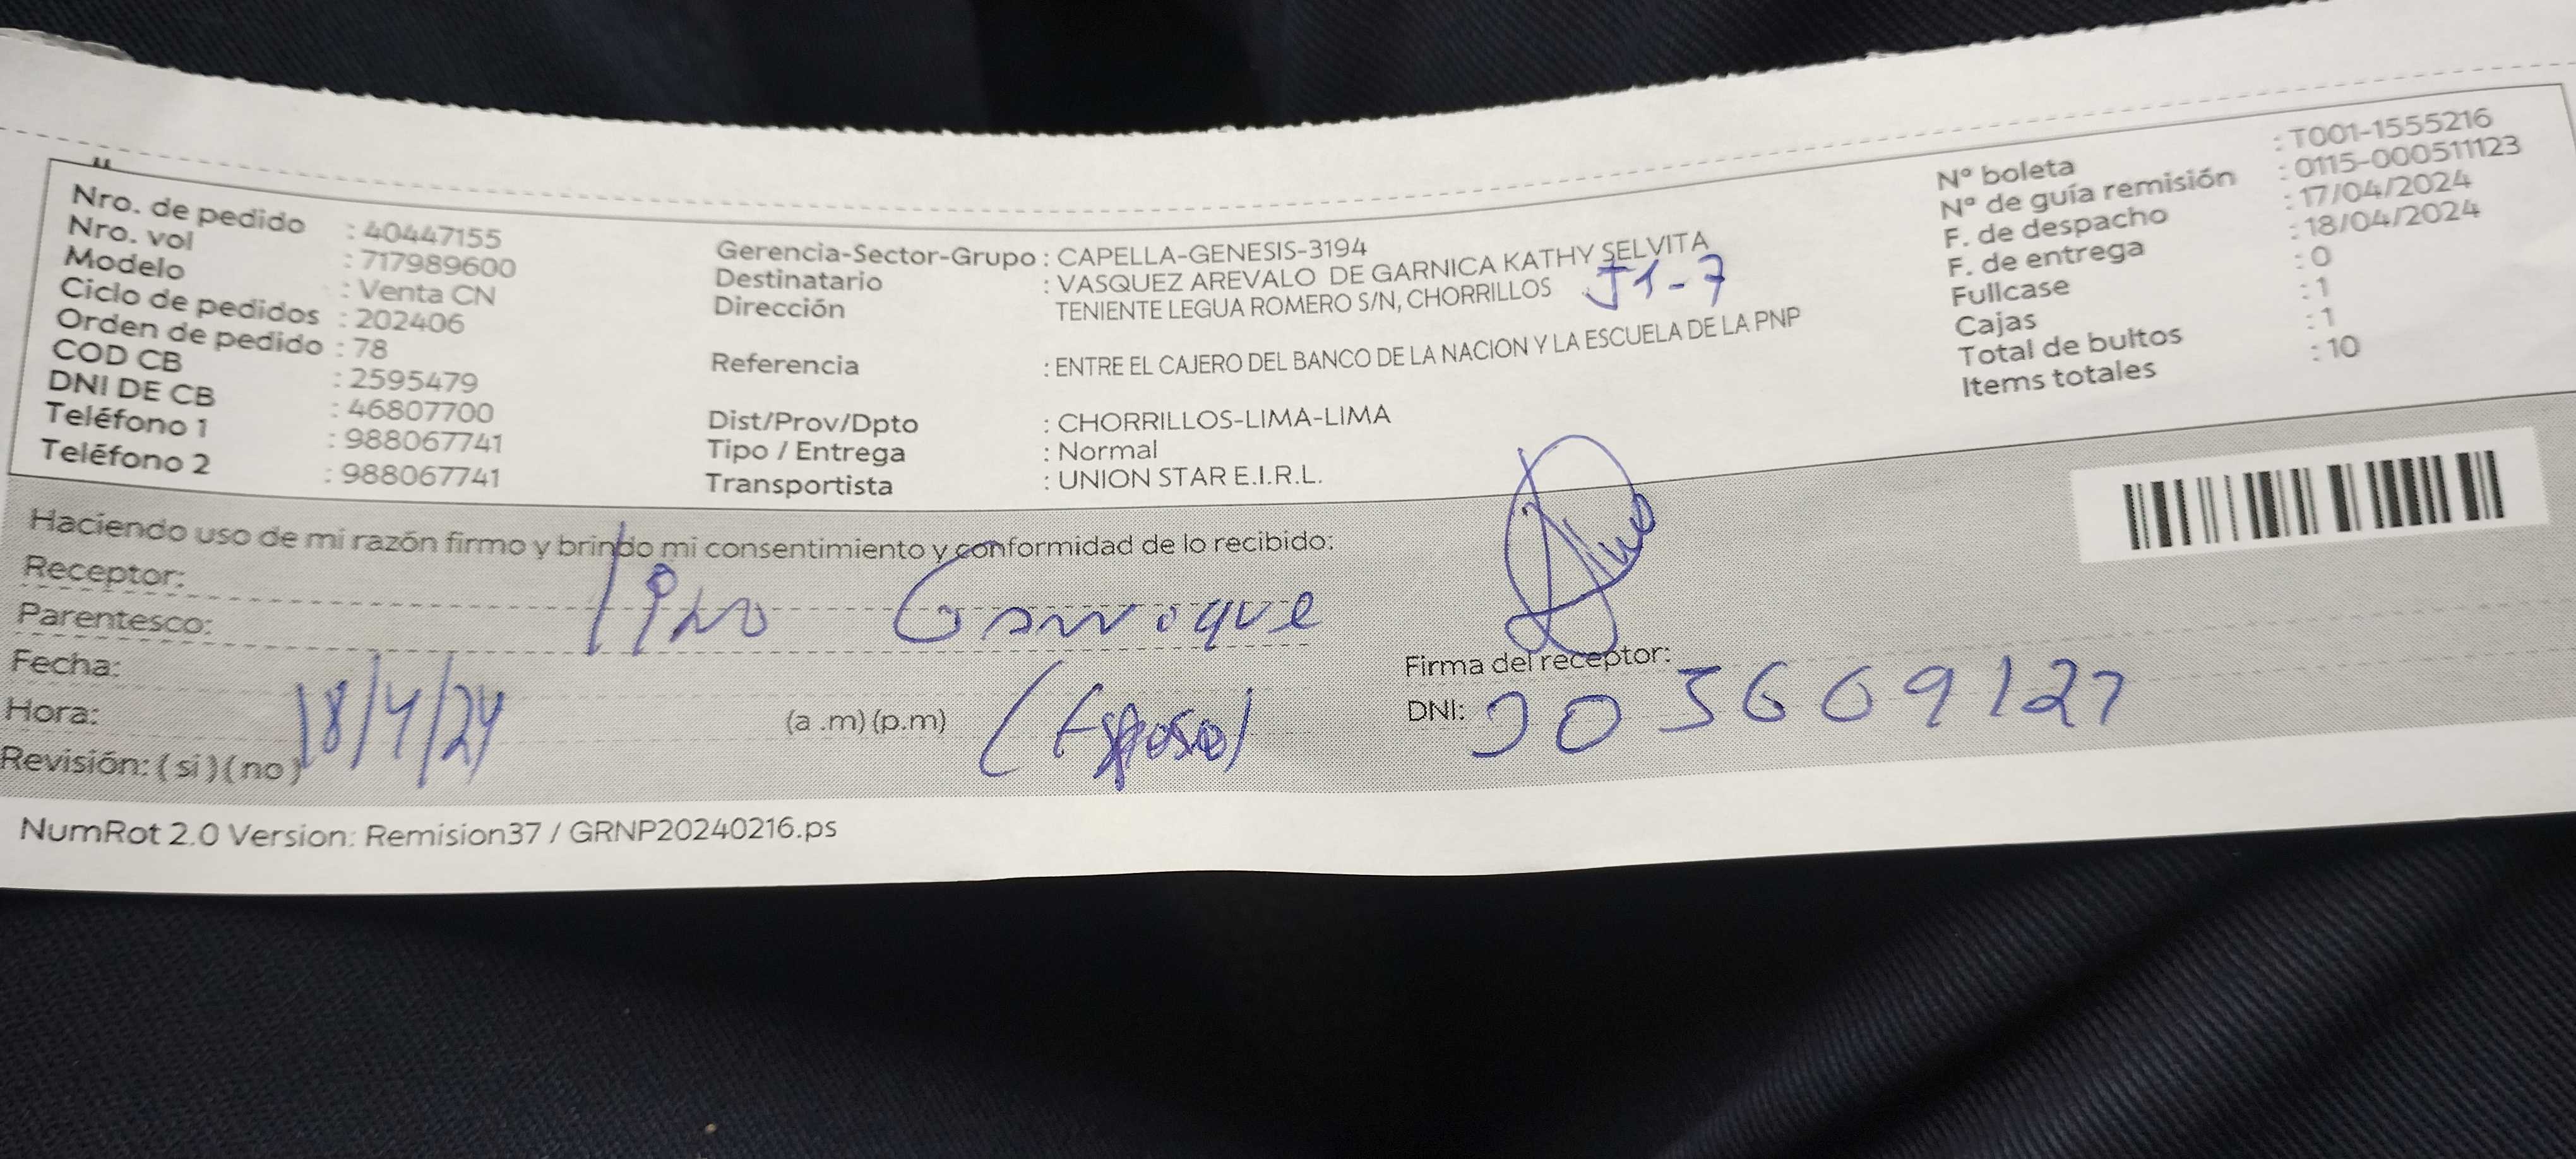 Nro. de pedido : 40447155
Nro. vol : 717989600
Modelo : Venta CN
Ciclo de pedidos : 202406
Orden de pedido : 78
COD CB : 2595479
DNI DE CB : 46807700
Teléfono 1 : 988067741
Teléfono 2 : 988067741
Gerencia-Sector-Grupo : CAPELLA-GENESIS-3194
Destinatario : VASQUEZ AREVALO DE GARNICA KATHY SELVITA
Dirección TENIENTE LEGUA ROMERO S/N, CHORRILLOS J1-7
Referencia : ENTRE EL CAJERO DEL BANCO DE LA NACION Y LA ESCUELA DE LA PNP
Dist/Prov/Dpto : CHORRILLOS-LIMA-LIMA
Tipo / Entrega : Normal
Transportista : UNION STAR E.I.R.L.
Nº boleta : T001-1555216
Nº de guía remisión : 0115-000511123
F. de despacho : 17/04/2024
F. de entrega : 18/04/2024
Fullcase : 0
Cajas : 1
Total de bultos : 1
Items totales : 10
Haciendo uso de mi razón firmo y brindo mi consentimiento y conformidad de lo recibido:
Receptor:
Parentesco: (Esposo)
Fecha: 18/4/24
Hora: (a .m) (p.m)
Revisión: ( si ) ( no )
Firma del receptor:
DNI:
NumRot 2.0 Version: Remision37 / GRNP20240216.ps